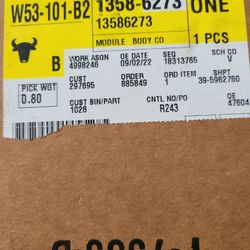 W53-101-B2 1358-6273 ONE
13586273
MODULE BODY CO 1 PCS
B WORK ASGN OE/DATE SEQ SCH CD
4998246 09/02/22 18313765 V
PICK WGT CUST ORDER ORD ITEM SHPT
0.80 297695 885849 1 39-5962760
CUST BIN/PART CNTL NO/PO OE
1026 R243 47604